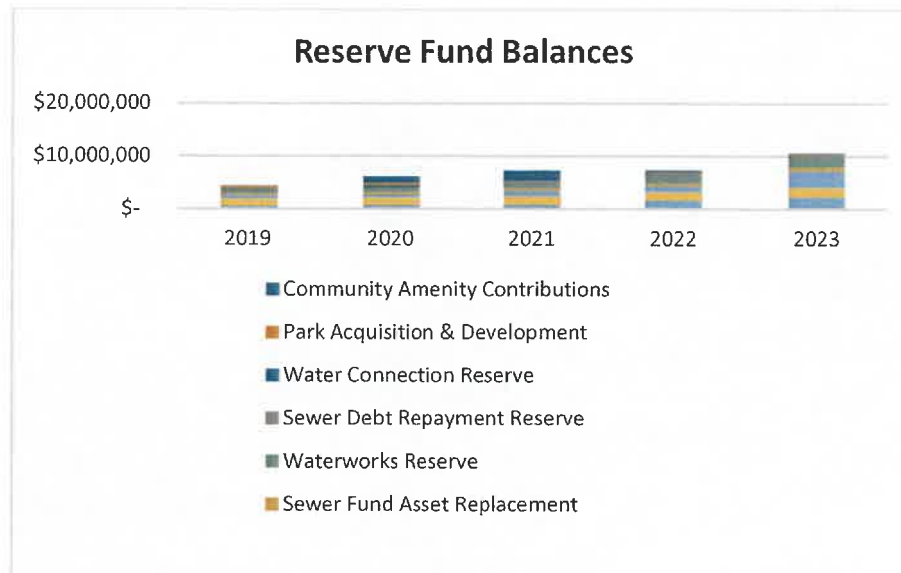 Reserve Fund Balances
$20,000,000
$10,000,000
$-
2019 2020 2021 2022 2023
Community Amenity Contributions
Park Acquisition & Development
Water Connection Reserve
Sewer Debt Repayment Reserve
Waterworks Reserve
Sewer Fund Asset Replacement